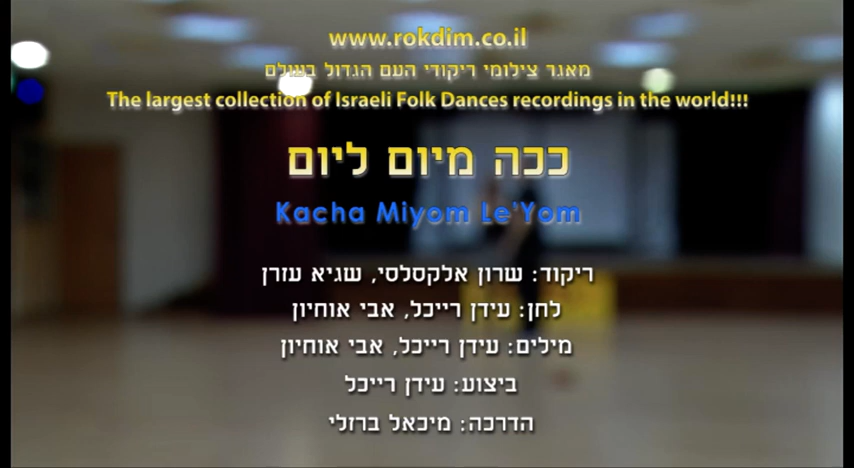 www.rokdim.co.il
מאגר צילומי ריקודי העם הגדול בעולם
The largest collection of Israeli Folk Dances recordings in the world!!!
ככה מיום ליום
Kacha Miyom Le'Yom
ריקוד: שרון אלקסלסי, שגיא עזרן
לחן: עידן רייכל, אבי אוחיון
מילים: עידן רייכל, אבי אוחיון
ביצוע: עידן רייכל
הדרכה: מיכאל ברזלי